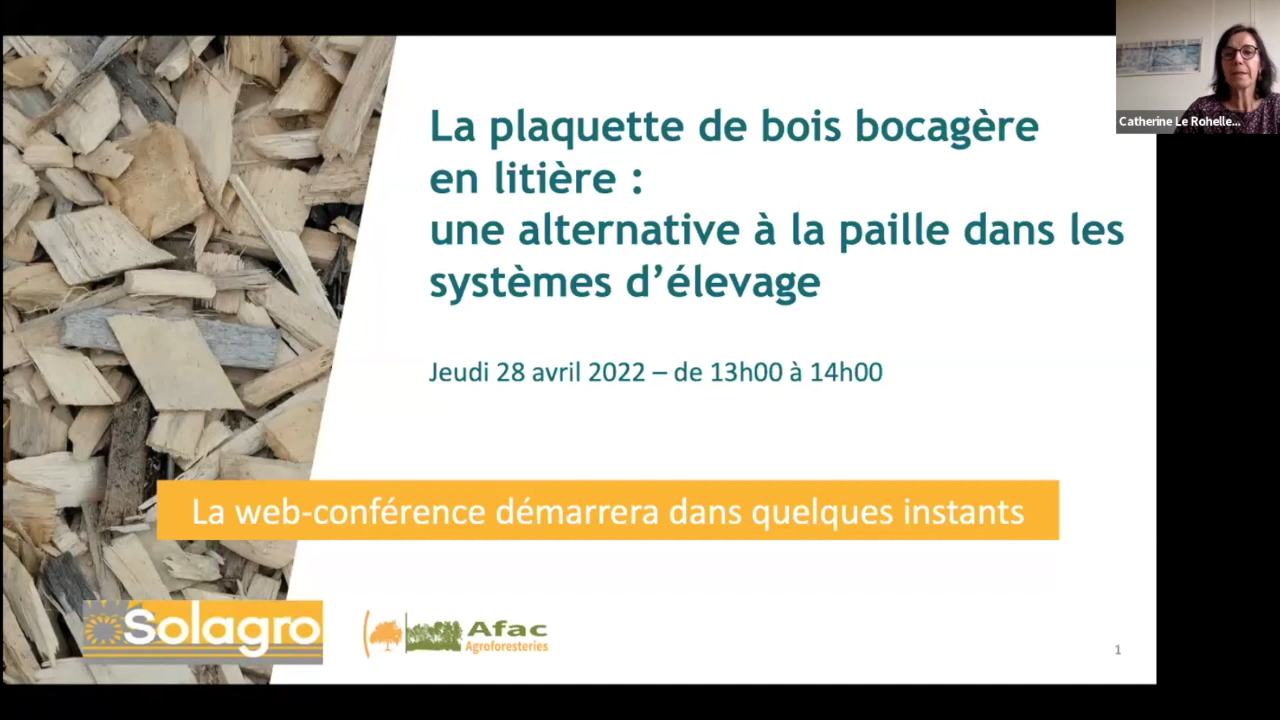 La plaquette de bois bocagère
en litière :
une alternative à la paille dans les
systèmes d’élevage
Jeudi 28 avril 2022 – de 13h00 à 14h00
La web-conférence démarrera dans quelques instants
Solagro
Afac
Agroforesteries
1
Catherine Le Rohelle...